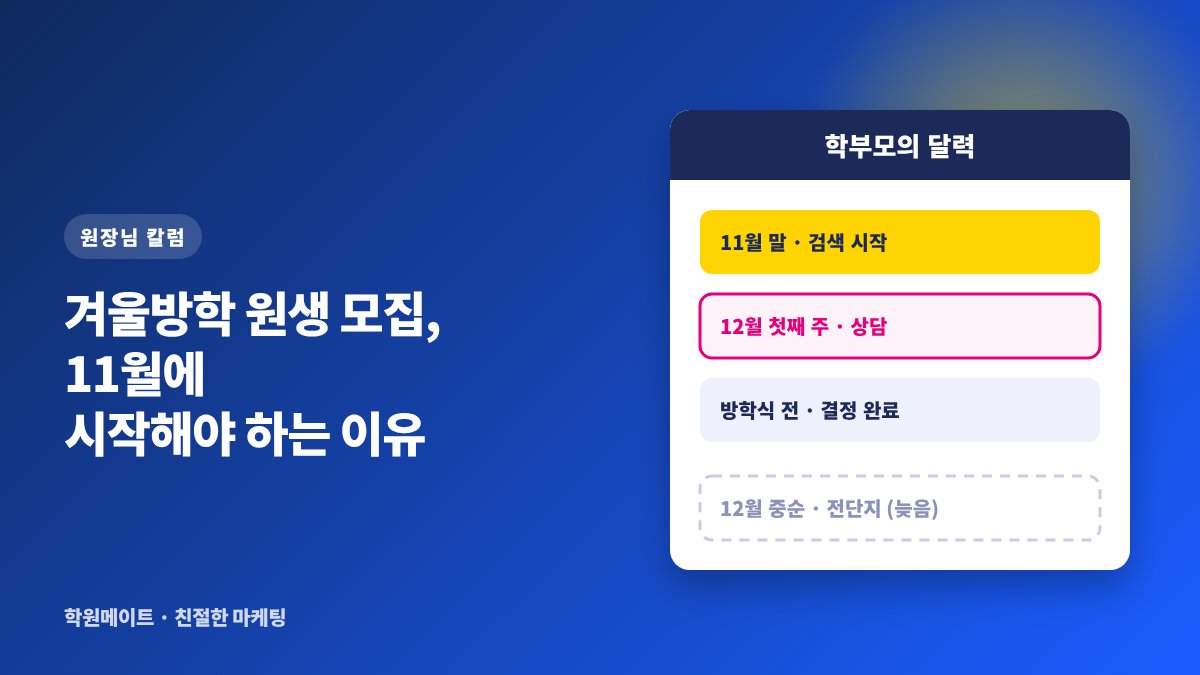 원장님 칼럼
겨울방학 원생 모집,
11월에
시작해야 하는 이유
학원메이트 · 친절한 마케팅
학부모의 달력
11월 말 · 검색 시작
12월 첫째 주 · 상담
방학식 전 · 결정 완료
12월 중순 · 전단지 (늦음)